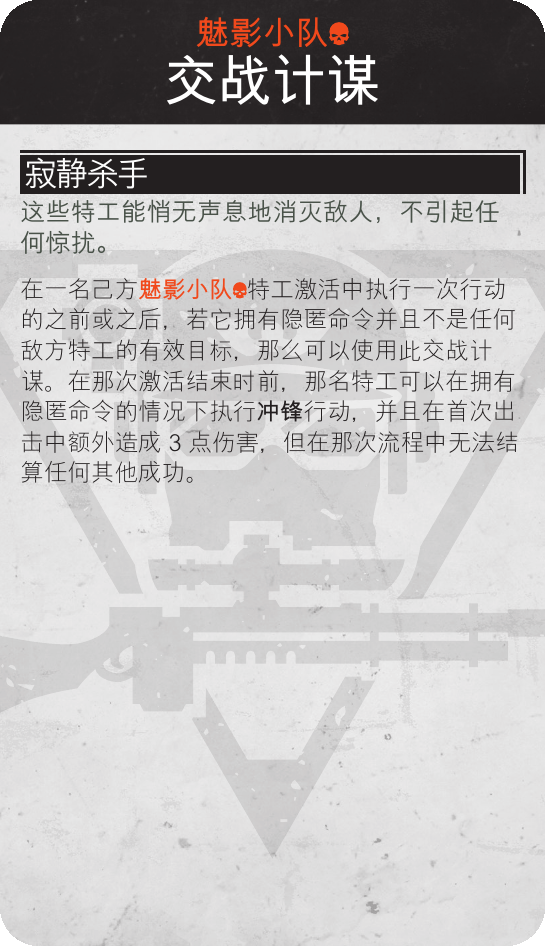 魅影小队
交战计谋
寂静杀手
这些特工能悄无声息地消灭敌人，不引起任
何惊扰。
在一名己方魅影小队特工激活中执行一次行动
的之前或之后，若它拥有隐匿命令并且不是任何
敌方特工的有效目标，那么可以使用此交战计
谋。在那次激活结束时前，那名特工可以在拥有
隐匿命令的情况下执行冲锋行动，并且在首次出
击中额外造成 3 点伤害，但在那次流程中无法结
算任何其他成功。